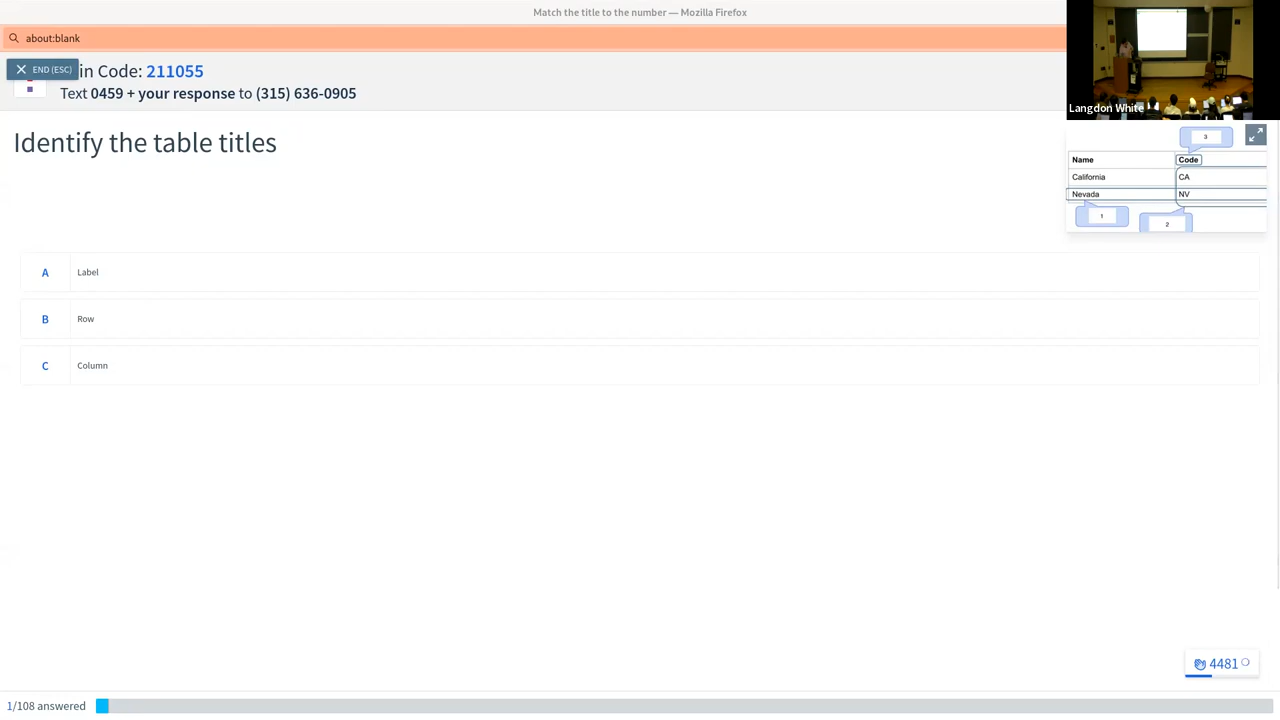 Match the title to the number — Mozilla Firefox
about:blank
END (ESC)
in Code: 211055
Text 0459 + your response to (315) 636-0905
Langdon White
Identify the table titles
3
Name Code
California CA
Nevada NV
1
2
A Label
B Row
C Column
4481
1/108 answered